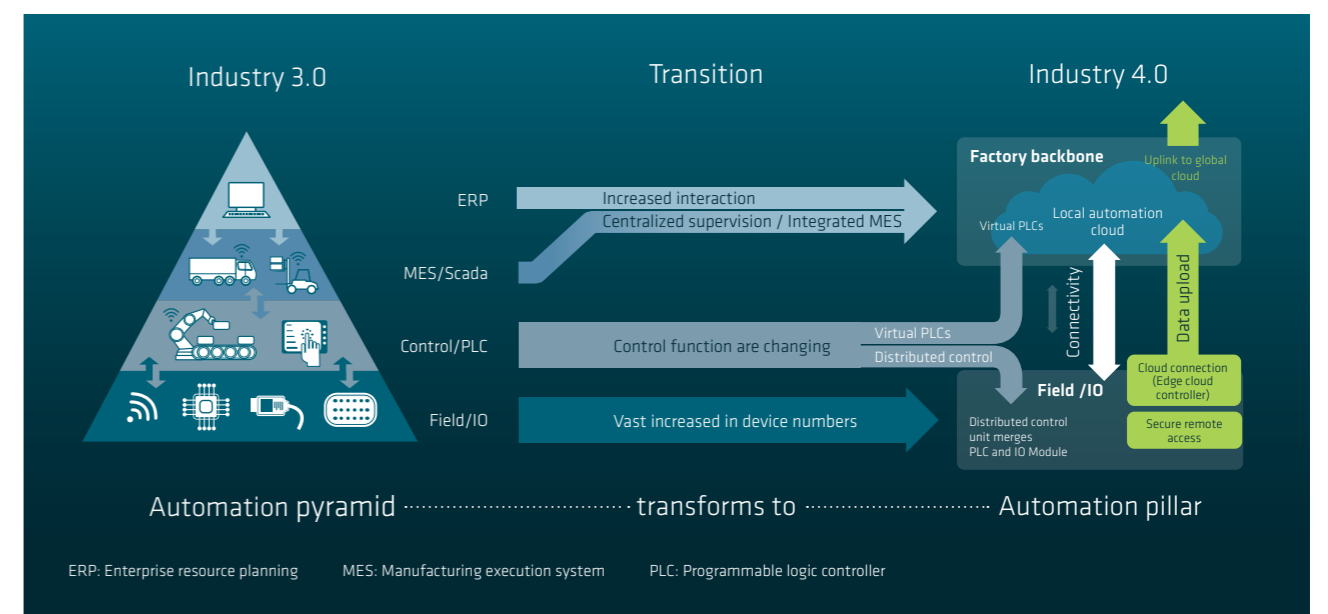 Industry 3.0
Transition
Industry 4.0
ERP
MES/Scada
Control/PLC
Field/IO
Increased interaction
Centralized supervision / Integrated MES
Control function are changing
Virtual PLCs
Distributed control
Vast increased in device numbers
Factory backbone
Uplink to global
cloud
Virtual PLCs
Local automation
cloud
Connectivity
Data upload
Field /IO
Cloud connection
(Edge cloud
controller)
Distributed control
unit merges
PLC and IO Module
Secure remote
access
Automation pyramid
transforms to
Automation pillar
ERP: Enterprise resource planning
MES: Manufacturing execution system
PLC: Programmable logic controller